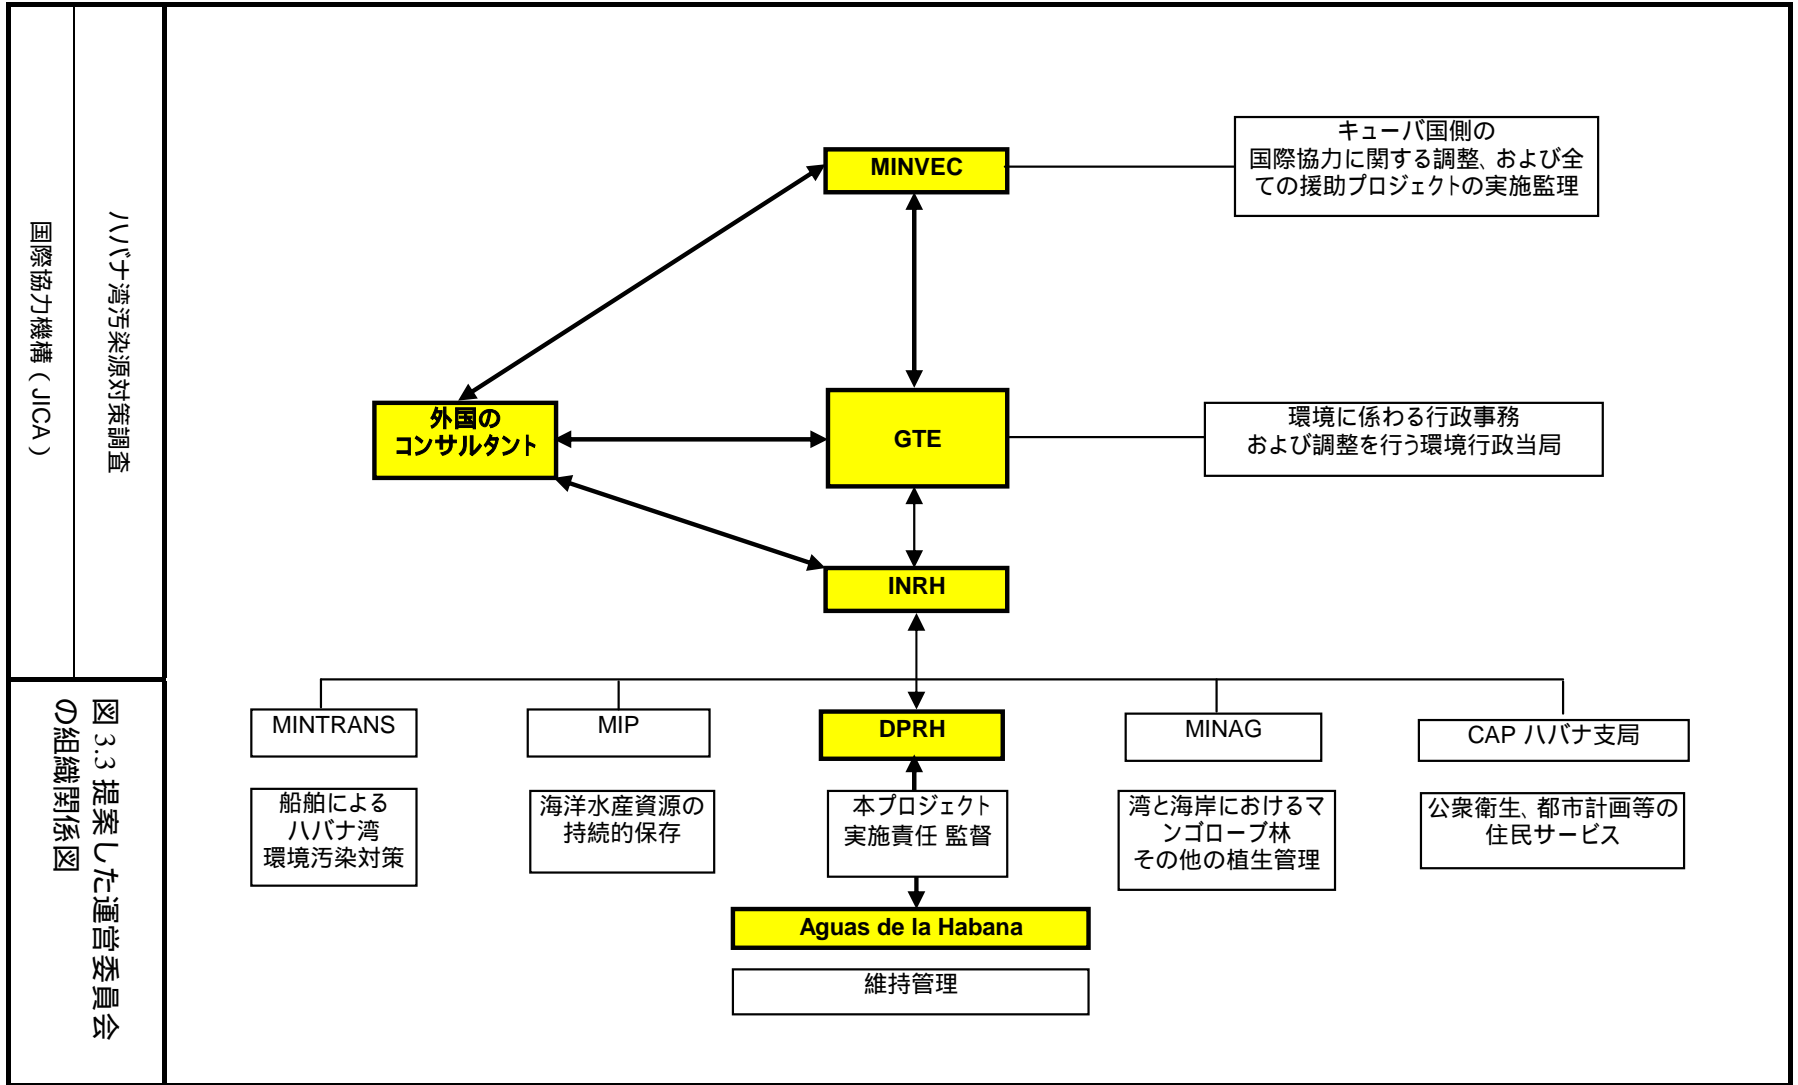 ハバナ湾汚染源対策調査
国際協力機構（JICA）
図 3.3 提案した運営委員会
の組織関係図
MINVEC
キューバ国側の
国際協力に関する調整、および全
ての援助プロジェクトの実施監理
外国の
コンサルタント
GTE
環境に係わる行政事務
および調整を行う環境行政当局
INRH
MINTRANS
MIP
DPRH
MINAG
CAP ハバナ支局
船舶による
ハバナ湾
環境汚染対策
海洋水産資源の
持続的保存
本プロジェクト
実施責任 監督
湾と海岸におけるマ
ンゴローブ林
その他の植生管理
公衆衛生、都市計画等の
住民サービス
Aguas de la Habana
維持管理